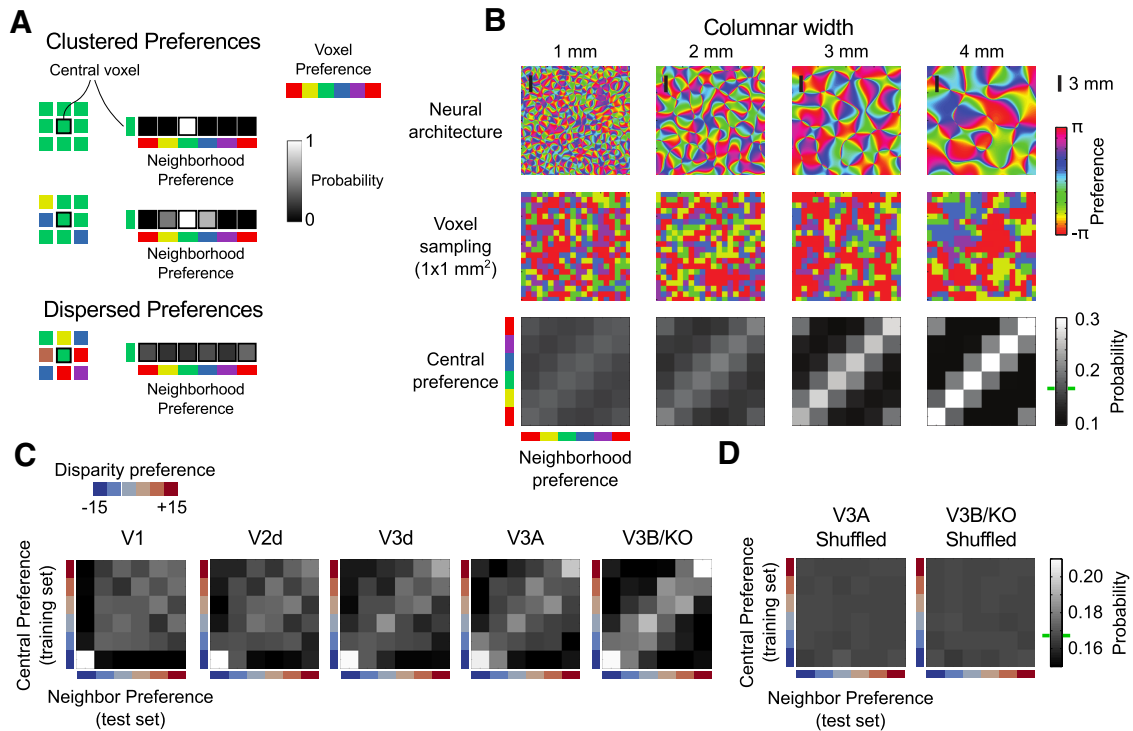 A
Clustered Preferences
Central voxel
Voxel
Preference
Neighborhood
Preference
1
Probability
0
Neighborhood
Preference
Dispersed Preferences
Neighborhood
Preference
B
Columnar width
1 mm
2 mm
3 mm
4 mm
Neural
architecture
3 mm
π
Preference
-π
Voxel
sampling
(1x1 mm²)
Central
preference
0.3
0.2
0.1
Probability
Neighborhood
preference
C
Disparity preference
-15
+15
V1
V2d
V3d
V3A
V3B/KO
Central Preference
(training set)
Neighbor Preference
(test set)
D
V3A
Shuffled
V3B/KO
Shuffled
Central Preference
(training set)
0.20
0.18
0.16
Probability
Neighbor Preference
(test set)